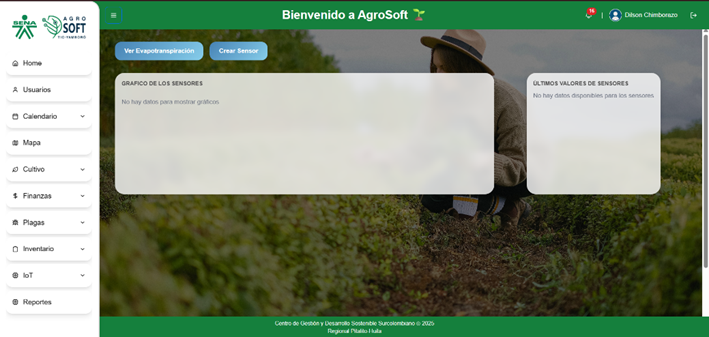 SENA
AGRO
SOFT
Bienvenido a AgroSoft
16
|
Dilson Chimborazo
Home
Usuarios
Calendario
Mapa
Cultivo
Finanzas
Plagas
Inventario
IoT
Reportes
Ver Evapotranspiración
Crear Sensor
GRAFICO DE LOS SENSORES
No hay datos para mostrar gráficos.
ÚLTIMOS VALORES DE SENSORES
No hay datos disponibles para los sensores.
Centro de Gestión y Desarrollo Sostenible Surcolombiano © 2025
Regional Pitalito Huila